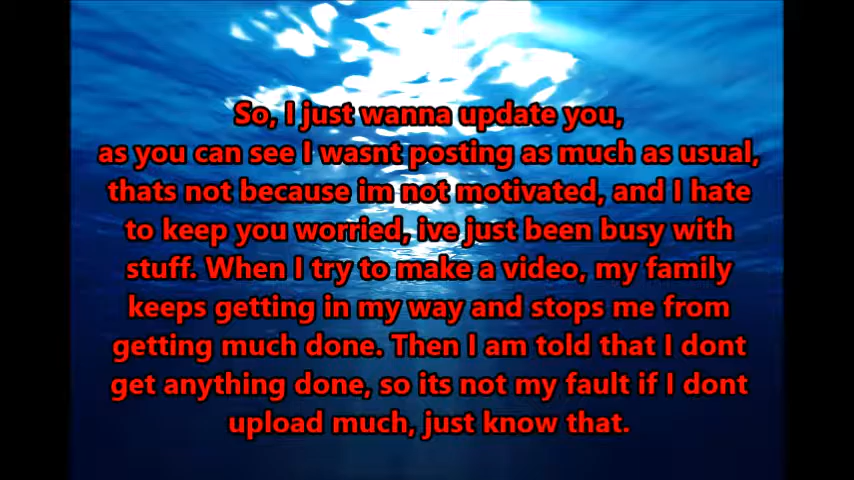 So, I just wanna update you,
as you can see I wasnt posting as much as usual,
thats not because im not motivated, and I hate
to keep you worried, ive just been busy with
stuff. When I try to make a video, my family
keeps getting in my way and stops me from
getting much done. Then I am told that I dont
get anything done, so its not my fault if I dont
upload much, just know that.